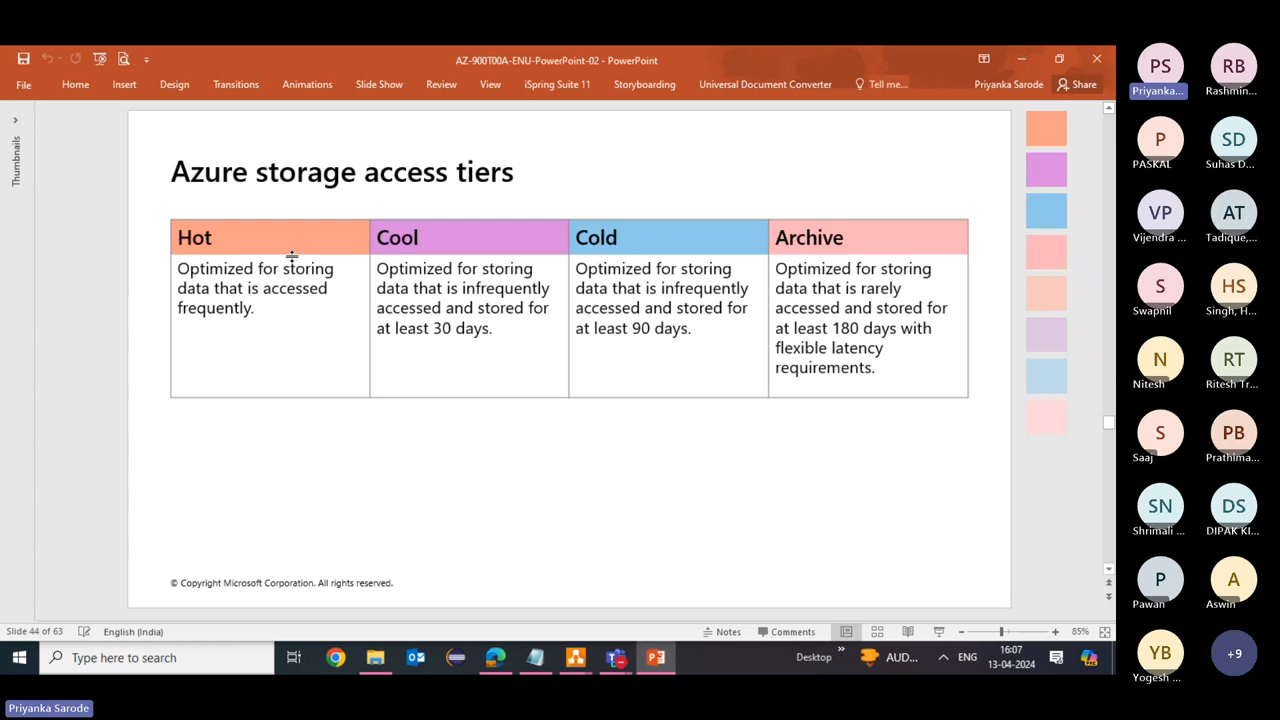 AZ-900T00A-ENU-PowerPoint-02 - PowerPoint
File Home Insert Design Transitions Animations Slide Show Review View iSpring Suite 11 Storyboarding Universal Document Converter Tell me... Priyanka Sarode Share
Thumbnails
Azure storage access tiers
Hot
Optimized for storing
data that is accessed
frequently.
Cool
Optimized for storing
data that is infrequently
accessed and stored for
at least 30 days.
Cold
Optimized for storing
data that is infrequently
accessed and stored for
at least 90 days.
Archive
Optimized for storing
data that is rarely
accessed and stored for
at least 180 days with
flexible latency
requirements.
© Copyright Microsoft Corporation. All rights reserved.
Slide 44 of 63 English (India) Notes Comments 85%
Type here to search Desktop AUD... ENG 16:07
13-04-2024
Priyanka Sarode
PS RB
Priyanka... Rashmin...
P SD
PASKAL Suhas D...
VP AT
Vijendra ... Tadique,...
S HS
Swapnil Singh, H...
N RT
Nitesh Ritesh Tr...
S PB
Saaj Prathima...
SN DS
Shrimali ... DIPAK KI...
P A
Pawan Aswin
YB +9
Yogesh ...